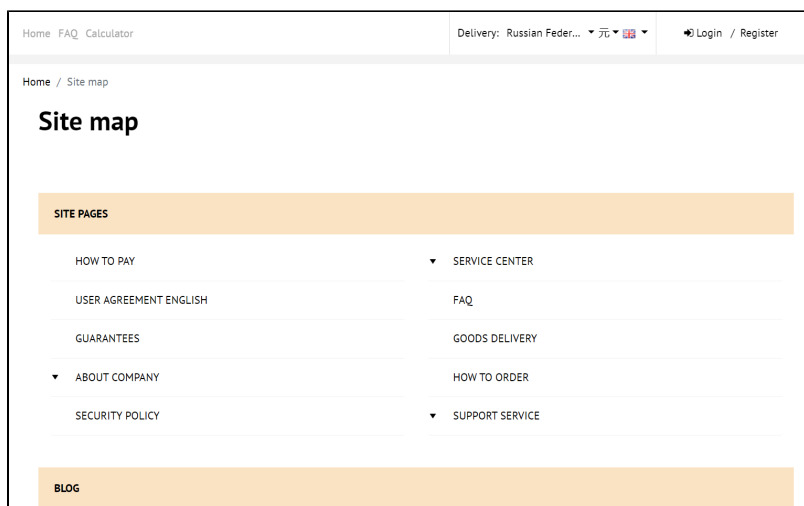 Home FAQ Calculator Delivery: Russian Feder... 元 Login / Register
Home / Site map
Site map
SITE PAGES
HOW TO PAY
SERVICE CENTER
USER AGREEMENT ENGLISH
FAQ
GUARANTEES
GOODS DELIVERY
ABOUT COMPANY
HOW TO ORDER
SECURITY POLICY
SUPPORT SERVICE
BLOG